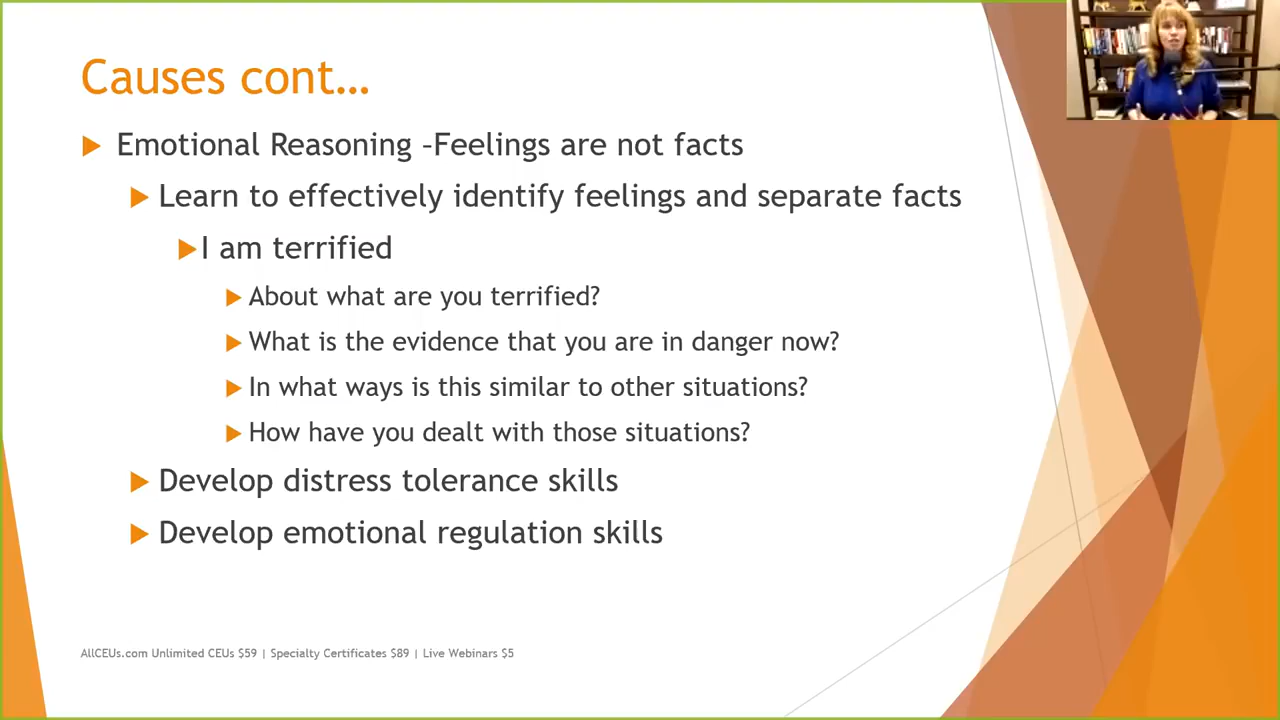 Causes cont…
Emotional Reasoning –Feelings are not facts
Learn to effectively identify feelings and separate facts
I am terrified
About what are you terrified?
What is the evidence that you are in danger now?
In what ways is this similar to other situations?
How have you dealt with those situations?
Develop distress tolerance skills
Develop emotional regulation skills
AllCEUs.com Unlimited CEUs $59 | Specialty Certificates $89 | Live Webinars $5